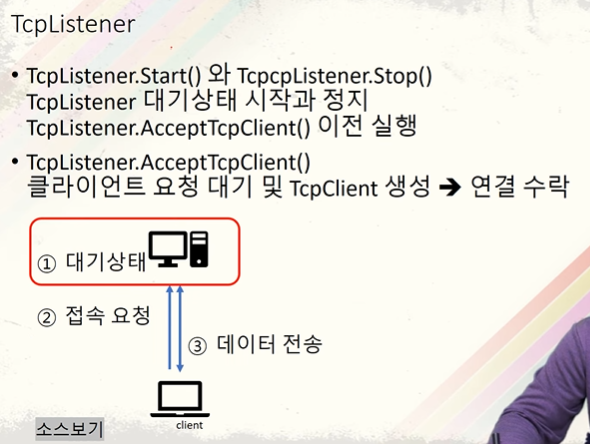 TcpListener
• TcpListener.Start() 와 TcpcpListener.Stop()
TcpListener 대기상태 시작과 정지
TcpListener.AcceptTcpClient() 이전 실행
• TcpListener.AcceptTcpClient()
클라이언트 요청 대기 및 TcpClient 생성 ➔ 연결 수락
① 대기상태
② 접속 요청
③ 데이터 전송
client
소스보기